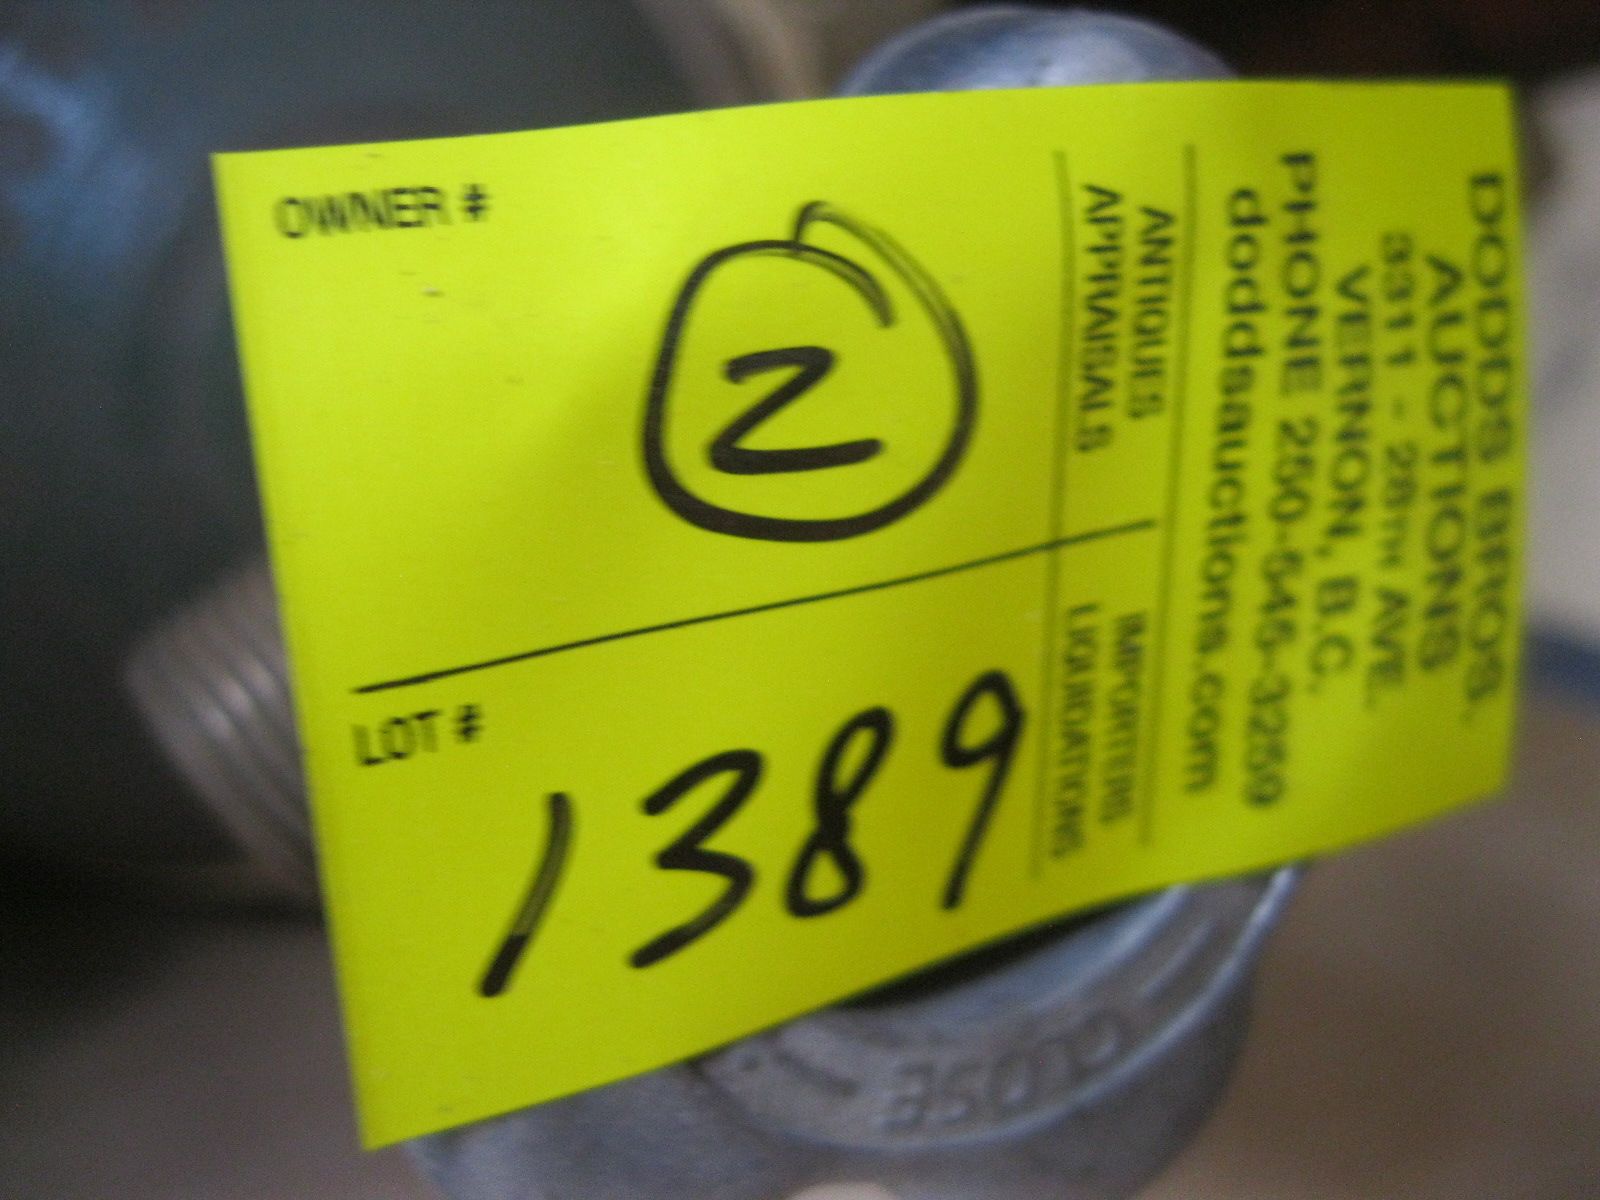 DODDS BROS.
AUCTIONS
3311 - 28TH AVE.
VERNON, B.C.
PHONE 250-545-3259
doddsauctions.com
ANTIQUES
APPRAISALS
IMPORTERS
LIQUIDATIONS
OWNER #
2
LOT #
1389
CLOSE